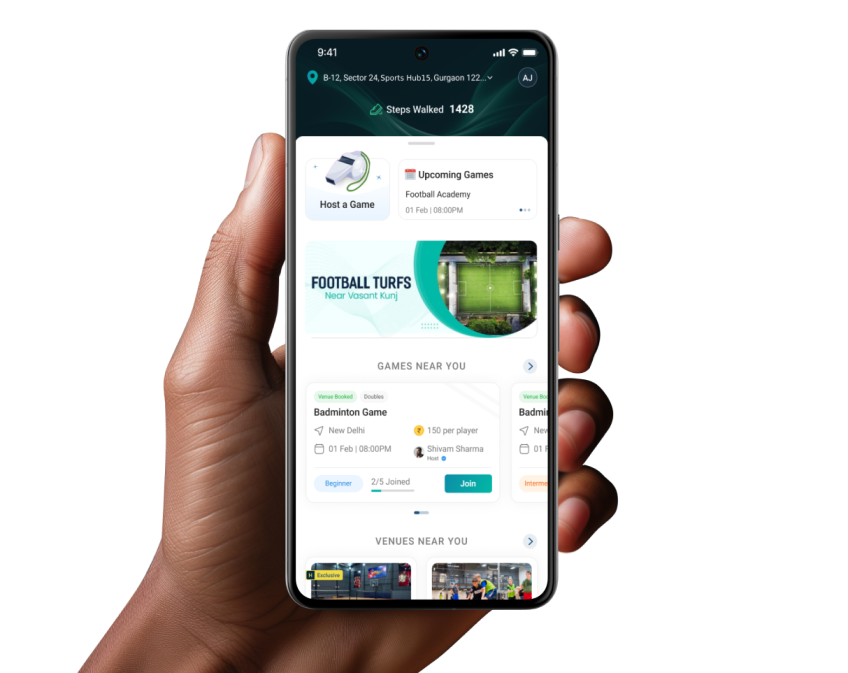 9:41
B-12, Sector 24, Sports Hub15, Gurgaon 122...
AJ
Steps Walked 1428
Host a Game
Upcoming Games
Football Academy
01 Feb | 08:00PM
FOOTBALL TURFS
Near Vasant Kunj
GAMES NEAR YOU
Venue Booked Doubles
Badminton Game
New Delhi
₹ 150 per player
01 Feb | 08:00PM
Shivam Sharma
Host
Beginner
2/5 Joined
Join
Venue Boo
Badmi
New
01 F
Interme
VENUES NEAR YOU
H Exclusive